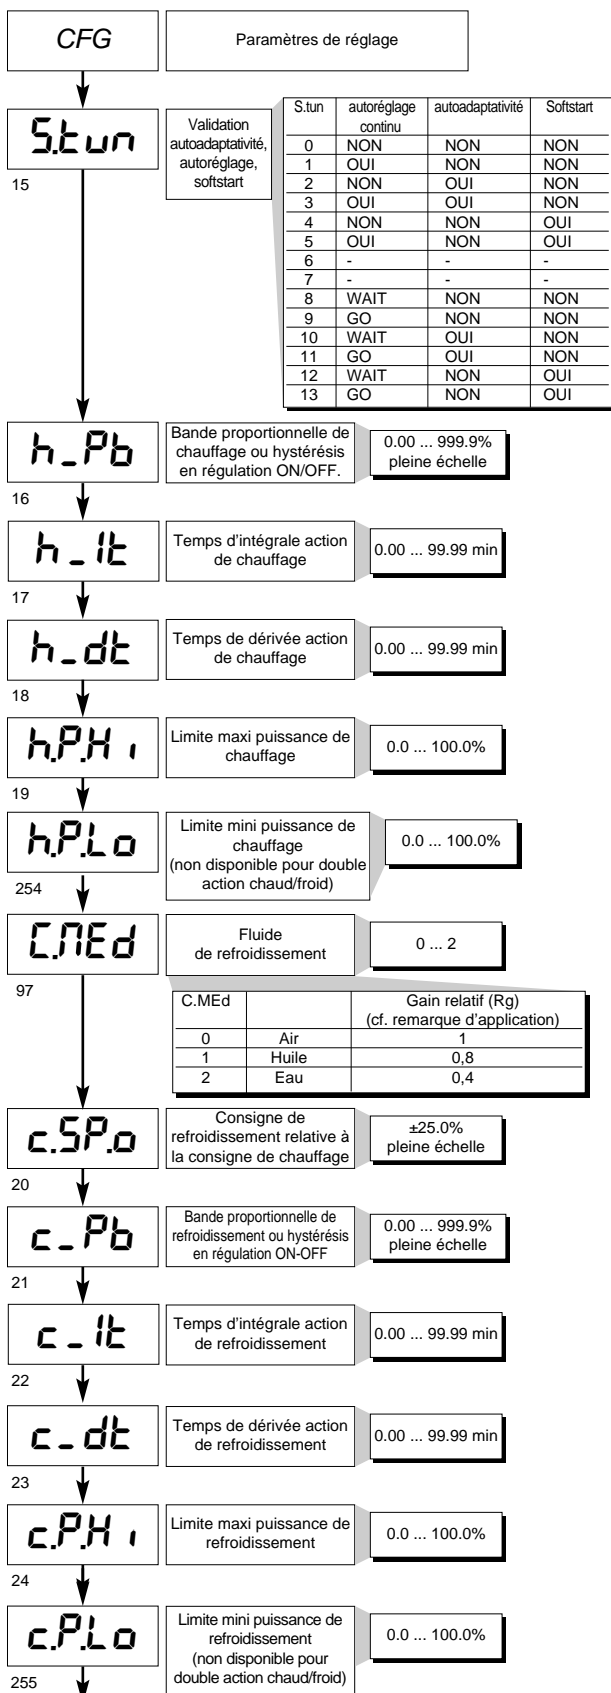 CFG
Paramètres de réglage
S.tun
15
Validation
autoadaptativité,
autoréglage,
softstart
S.tun autoréglage continu autoadaptativité Softstart
0 NON NON NON
1 OUI NON NON
2 NON OUI NON
3 OUI OUI NON
4 NON NON OUI
5 OUI NON OUI
6 - - -
7 - - -
8 WAIT NON NON
9 GO NON NON
10 WAIT OUI NON
11 GO OUI NON
12 WAIT NON OUI
13 GO NON OUI
h_Pb
16
Bande proportionnelle de
chauffage ou hystérésis
en régulation ON/OFF.
0.00 ... 999.9%
pleine échelle
h_It
17
Temps d'intégrale action
de chauffage
0.00 ... 99.99 min
h_dt
18
Temps de dérivée action
de chauffage
0.00 ... 99.99 min
h.P.H i
19
Limite maxi puissance de
chauffage
0.0 ... 100.0%
h.P.L o
254
Limite mini puissance de
chauffage
(non disponible pour double
action chaud/froid)
0.0 ... 100.0%
C.MEd
97
Fluide
de refroidissement
0 ... 2
C.MEd Gain relatif (Rg)
(cf. remarque d'application)
0 Air 1
1 Huile 0,8
2 Eau 0,4
c.SP.o
20
Consigne de
refroidissement relative à
la consigne de chauffage
±25.0%
pleine échelle
c_Pb
21
Bande proportionnelle de
refroidissement ou hystérésis
en régulation ON-OFF
0.00 ... 999.9%
pleine échelle
c_It
22
Temps d'intégrale action
de refroidissement
0.00 ... 99.99 min
c_dt
23
Temps de dérivée action
de refroidissement
0.00 ... 99.99 min
c.P.H i
24
Limite maxi puissance de
refroidissement
0.0 ... 100.0%
c.P.L o
255
Limite mini puissance de
refroidissement
(non disponible pour
double action chaud/froid)
0.0 ... 100.0%